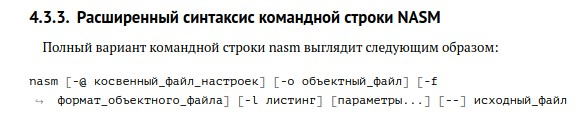 4.3.3. Расширенный синтаксис командной строки NASM
Полный вариант командной строки nasm выглядит следующим образом:
nasm [-@ косвенный_файл_настроек] [-o объектный_файл] [-f
↪ формат_объектного_файла] [-l листинг] [параметры...] [--] исходный_файл